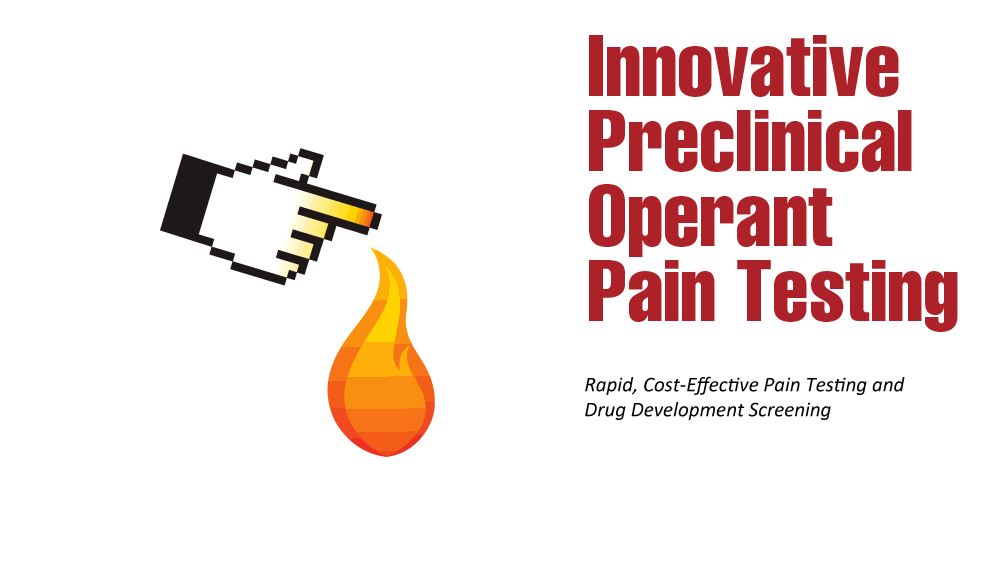 Innovative
Preclinical
Operant
Pain Testing
Rapid, Cost-Effective Pain Testing and
Drug Development Screening